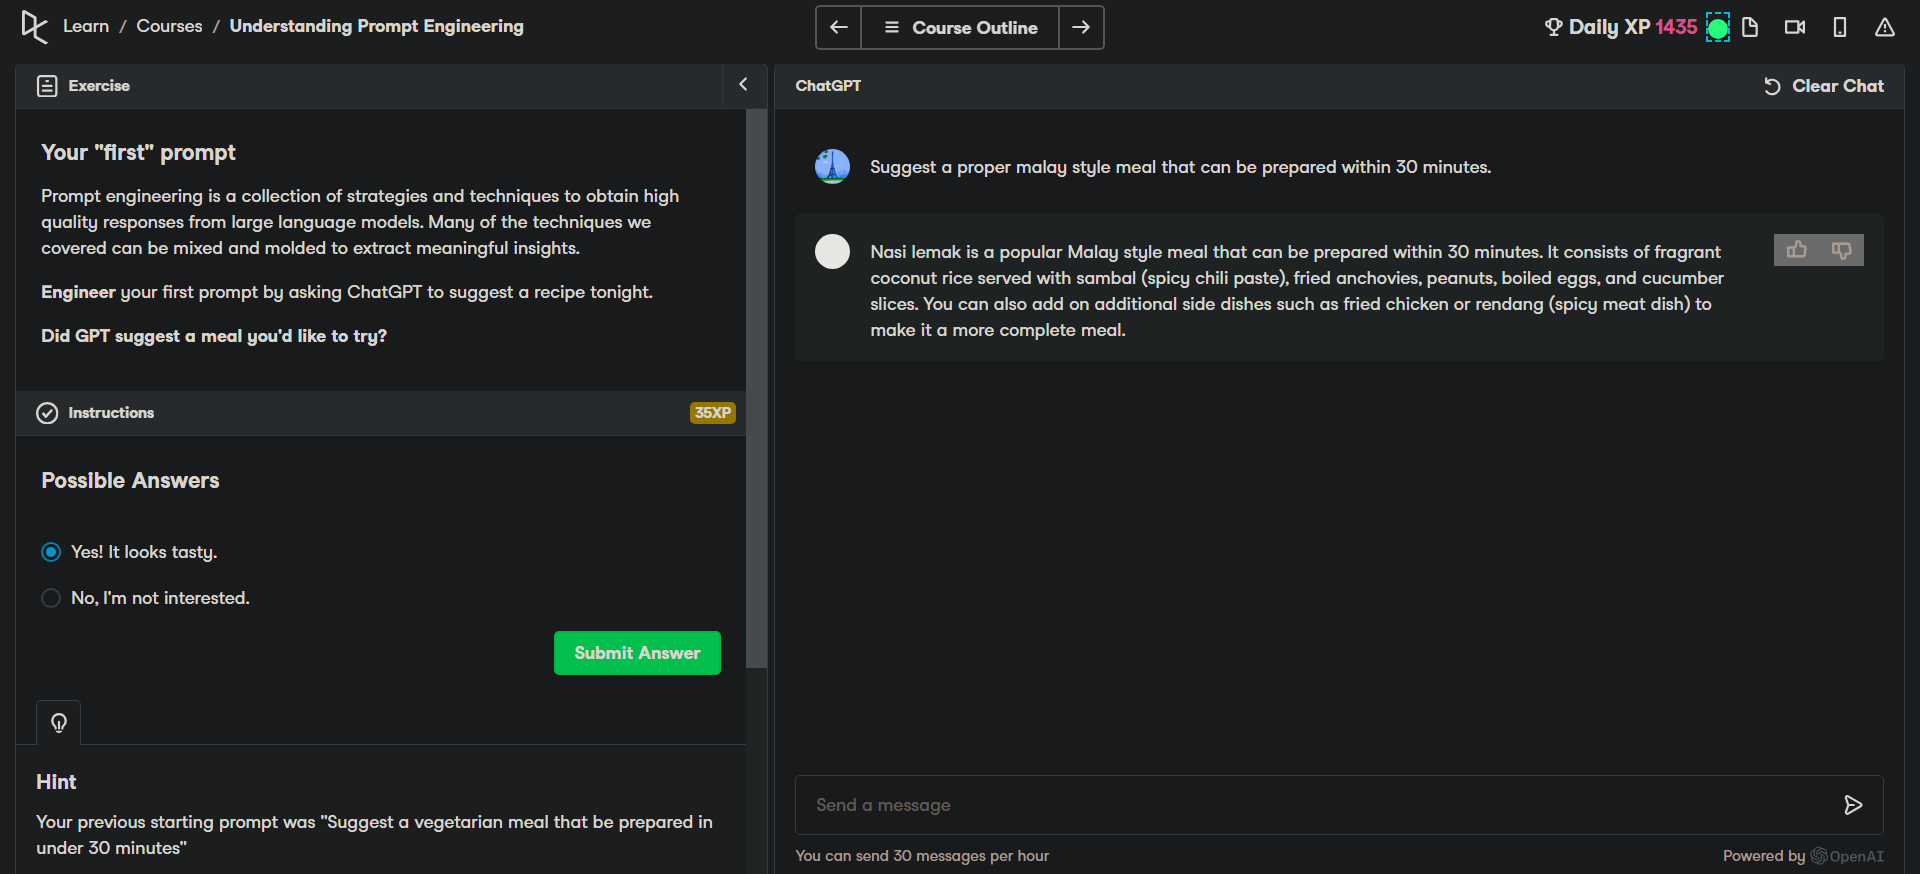 Learn / Courses / Understanding Prompt Engineering
Course Outline
Daily XP 1435
Exercise
Your "first" prompt
Prompt engineering is a collection of strategies and techniques to obtain high
quality responses from large language models. Many of the techniques we
covered can be mixed and molded to extract meaningful insights.
Engineer your first prompt by asking ChatGPT to suggest a recipe tonight.
Did GPT suggest a meal you'd like to try?
Instructions
35XP
Possible Answers
Yes! It looks tasty.
No, I'm not interested.
Submit Answer
Hint
Your previous starting prompt was "Suggest a vegetarian meal that be prepared in
under 30 minutes"
ChatGPT
Clear Chat
Suggest a proper malay style meal that can be prepared within 30 minutes.
Nasi lemak is a popular Malay style meal that can be prepared within 30 minutes. It consists of fragrant
coconut rice served with sambal (spicy chili paste), fried anchovies, peanuts, boiled eggs, and cucumber
slices. You can also add on additional side dishes such as fried chicken or rendang (spicy meat dish) to
make it a more complete meal.
Send a message
You can send 30 messages per hour
Powered by OpenAI